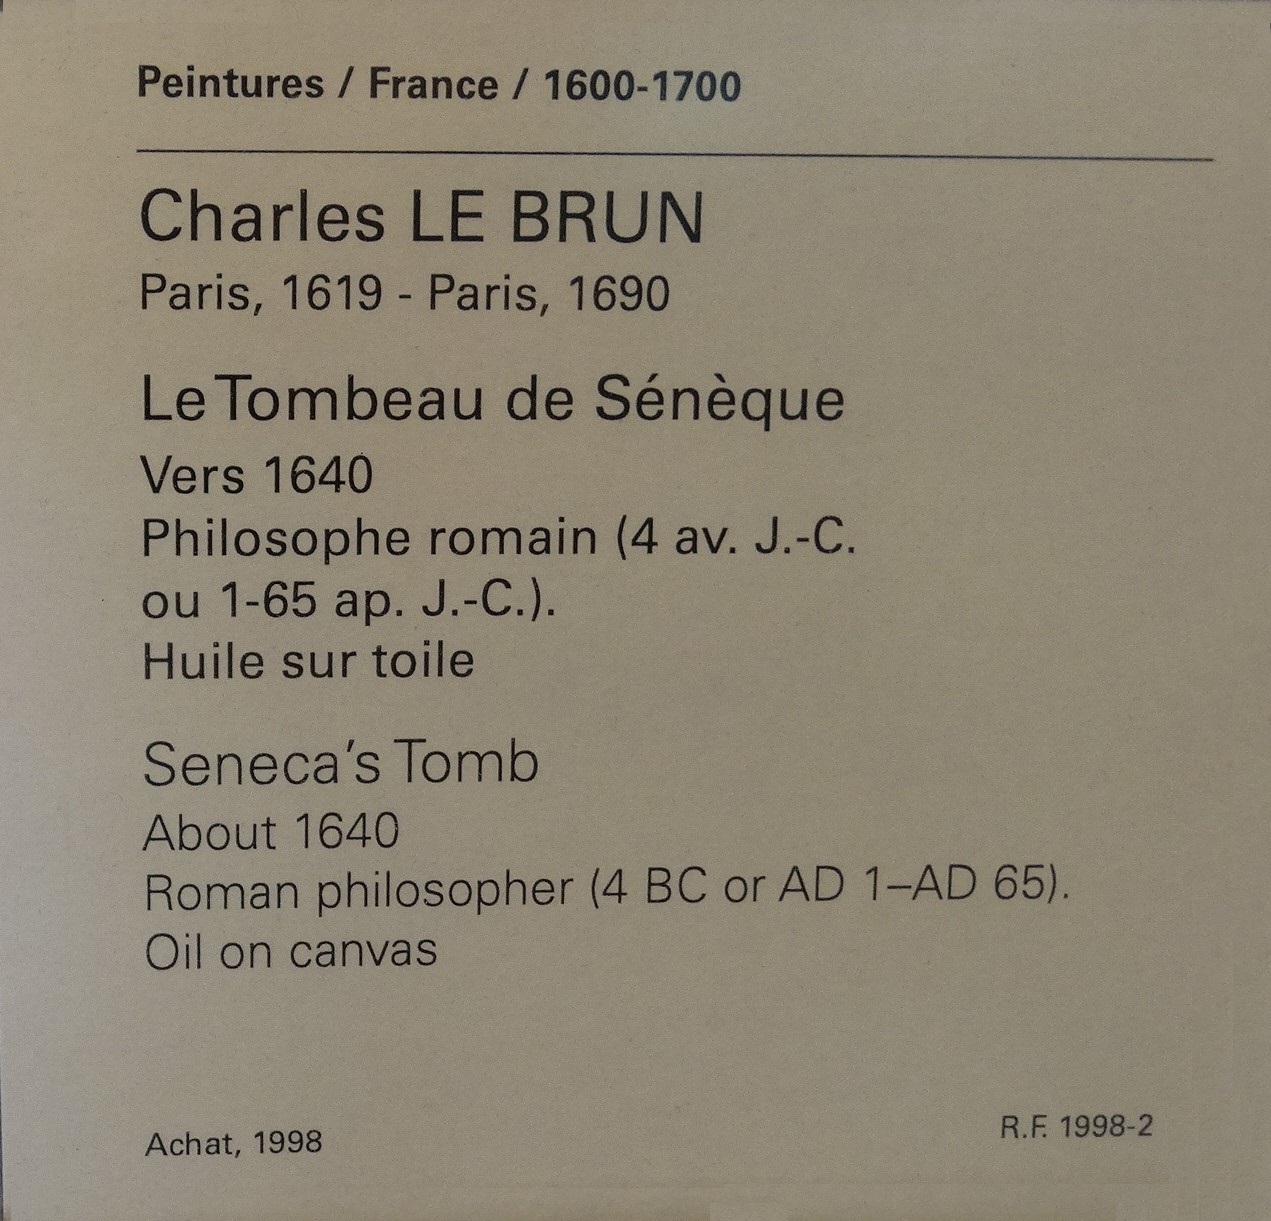 Peintures / France / 1600-1700
Charles LE BRUN
Paris, 1619 - Paris, 1690
Le Tombeau de Sénèque
Vers 1640
Philosophe romain (4 av. J.-C.
ou 1-65 ap. J.-C.).
Huile sur toile
Seneca's Tomb
About 1640
Roman philosopher (4 BC or AD 1–AD 65).
Oil on canvas
Achat, 1998
R.F. 1998-2